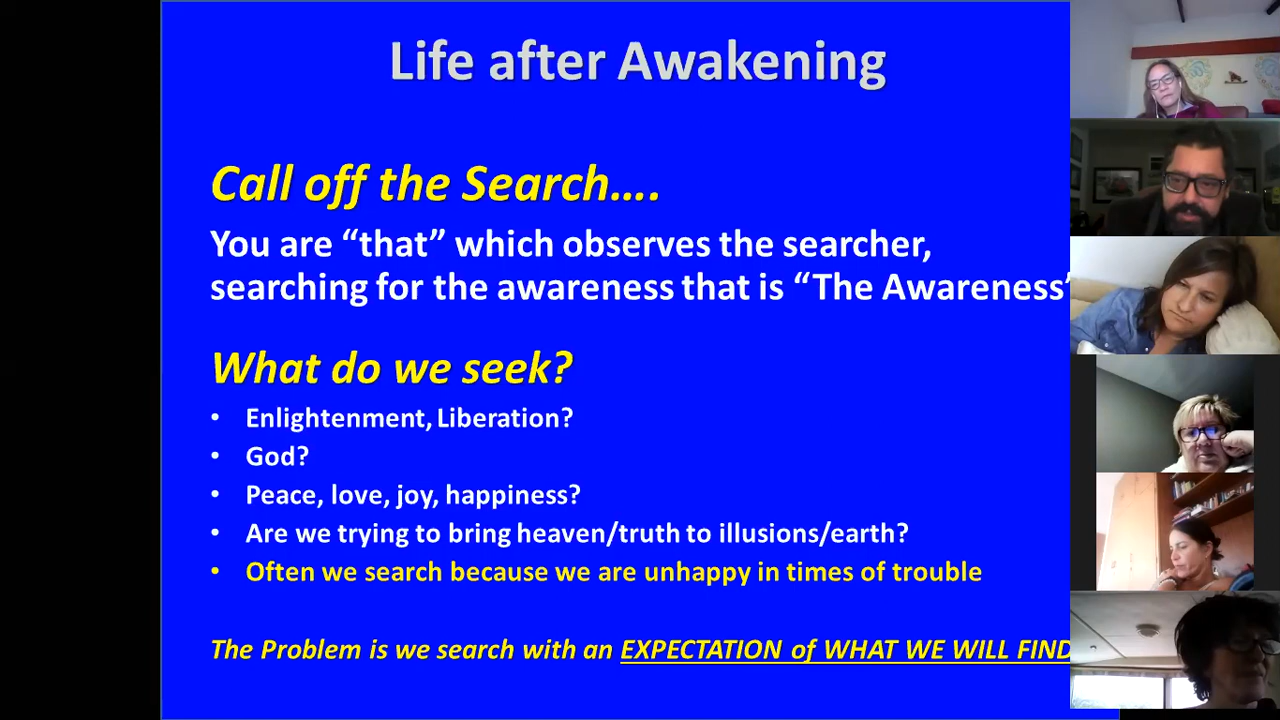 Life after Awakening
Call off the Search....
You are “that” which observes the searcher,
searching for the awareness that is “The Awareness”
What do we seek?
• Enlightenment, Liberation?
• God?
• Peace, love, joy, happiness?
• Are we trying to bring heaven/truth to illusions/earth?
• Often we search because we are unhappy in times of trouble
The Problem is we search with an EXPECTATION of WHAT WE WILL FIND